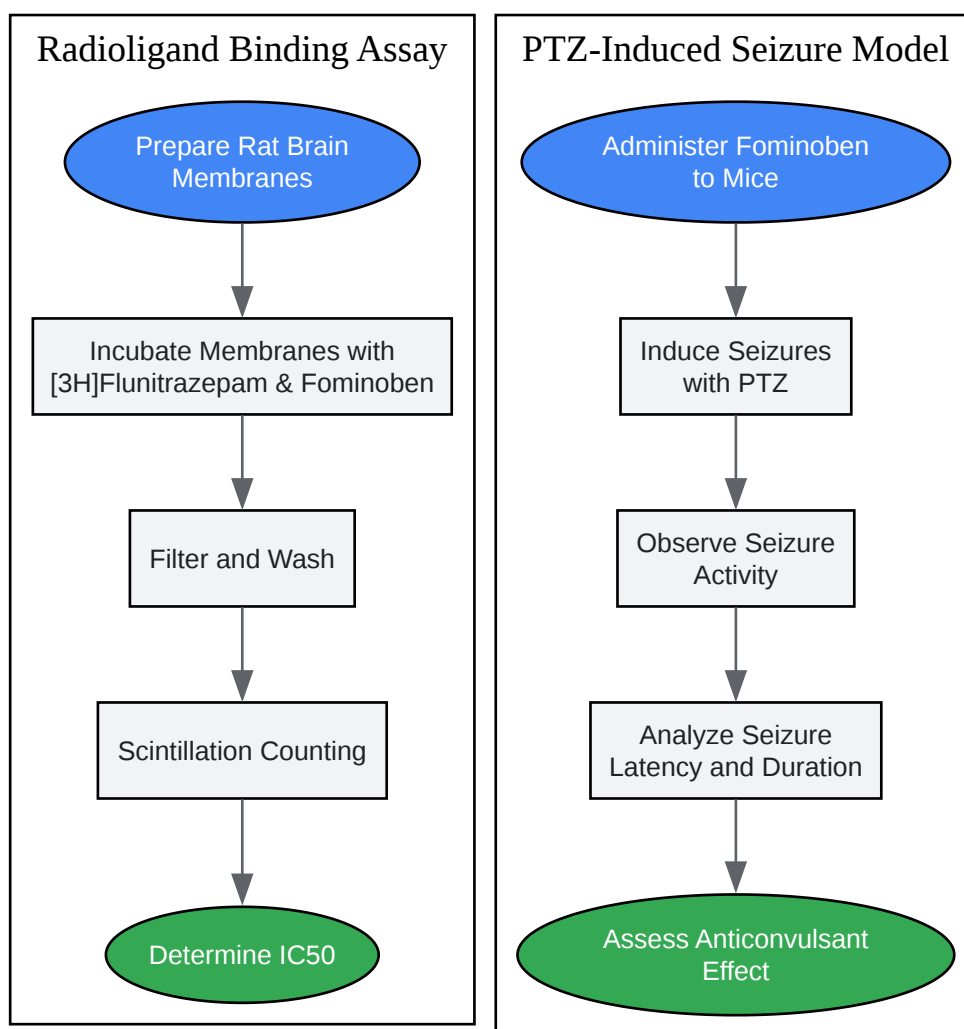 Radioligand Binding Assay
Prepare Rat Brain
Membranes
Incubate Membranes with
[3H]Flunitrazepam & Fominoben
Filter and Wash
Scintillation Counting
Determine IC50
PTZ-Induced Seizure Model
Administer Fominoben
to Mice
Induce Seizures
with PTZ
Observe Seizure
Activity
Analyze Seizure
Latency and Duration
Assess Anticonvulsant
Effect